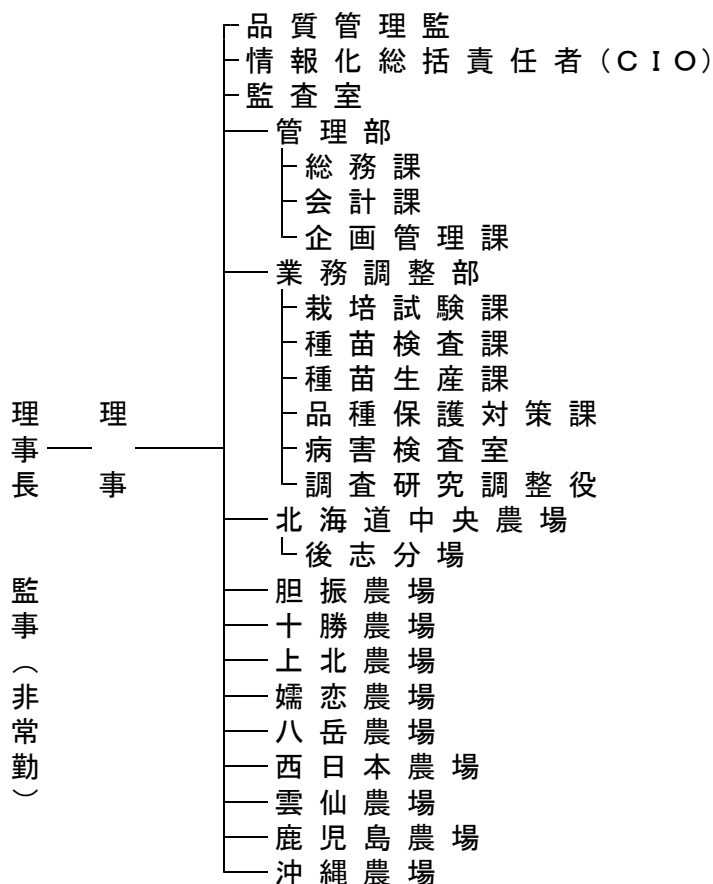 品質管理監
情報化総括責任者(CIO)
監査室
管理部
総務課
会計課
企画管理課
業務調整部
栽培試験課
種苗検査課
種苗生産課
品種保護対策課
病害検査室
調査研究調整役
理事長
理事
北海道中央農場
後志分場
監事(非常勤)
胆振農場
十勝農場
上北農場
嬬恋農場
八岳農場
西日本農場
雲仙農場
鹿児島農場
沖縄農場